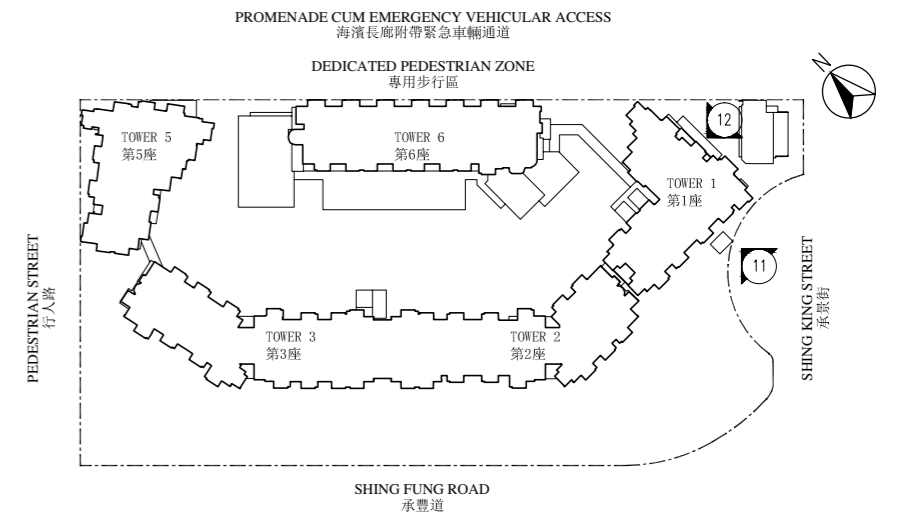 PROMENADE CUM EMERGENCY VEHICULAR ACCESS
海濱長廊附帶緊急車輛通道
DEDICATED PEDESTRIAN ZONE
專用步行區
N
12
TOWER 5
第5座
TOWER 6
第6座
TOWER 1
第1座
PEDESTRIAN STREET
行人路
11
SHING KING STREET
承景街
TOWER 3
第3座
TOWER 2
第2座
SHING FUNG ROAD
承豐道